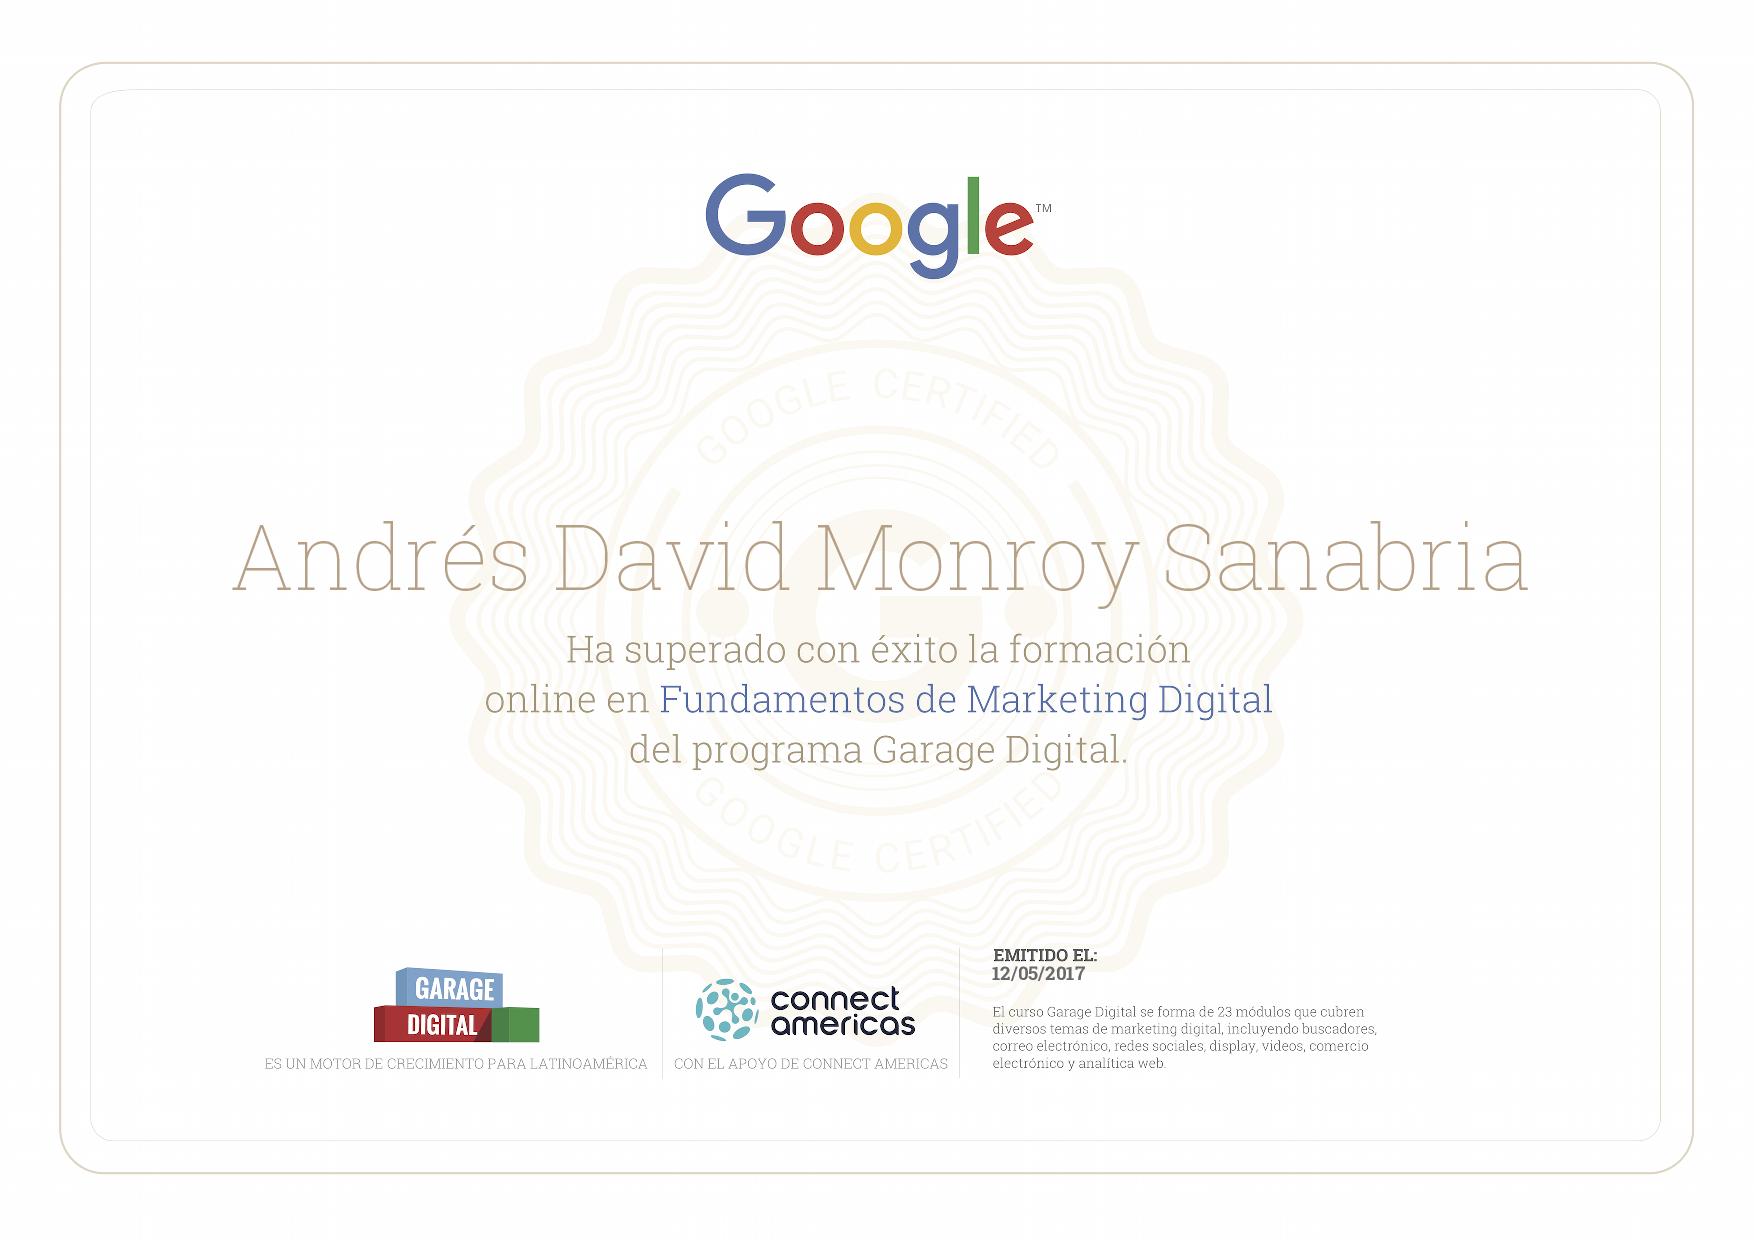 Google™
GOOGLE CERTIFIED
Andrés David Monroy Sanabria
Ha superado con éxito la formación
online en Fundamentos de Marketing Digital
del programa Garage Digital.
GOOGLE CERTIFIED
GARAGE
DIGITAL
ES UN MOTOR DE CRECIMIENTO PARA LATINOAMÉRICA
connect
americas
CON EL APOYO DE CONNECT AMERICAS
EMITIDO EL:
12/05/2017
El curso Garage Digital se forma de 23 módulos que cubren
diversos temas de marketing digital, incluyendo buscadores,
correo electrónico, redes sociales, display, videos, comercio
electrónico y analítica web.